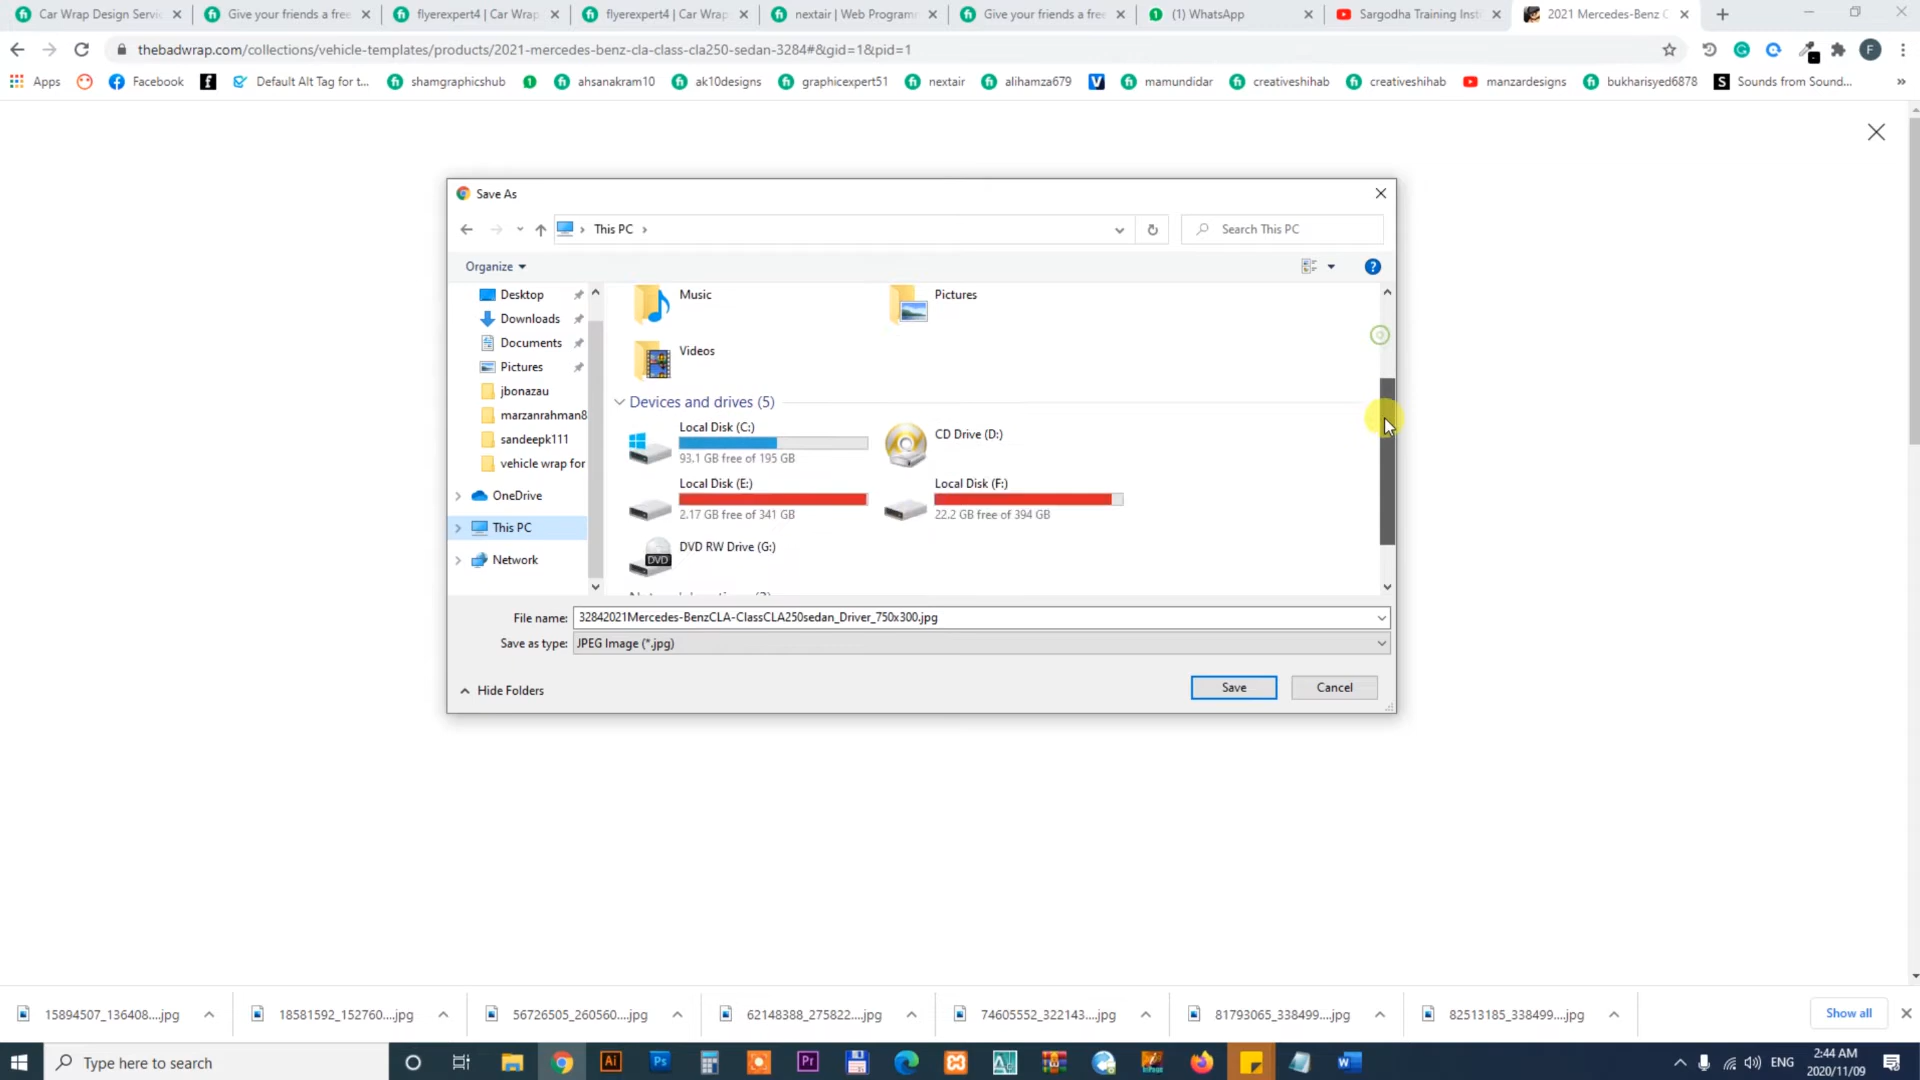 Car Wrap Design Servic
Give your friends a free
flyerexpert4 | Car Wrap
flyerexpert4 | Car Wrap
nextair | Web Programm
Give your friends a free
(1) WhatsApp
Sargodha Training Insti
2021 Mercedes-Benz C
thebadwrap.com/collections/vehicle-templates/products/2021-mercedes-benz-cla-class-cla250-sedan-3284#&gid=1&pid=1
F
Apps
Facebook
Default Alt Tag for t...
shamgraphicshub
ahsanakram10
ak10designs
graphicexpert51
nextair
alihamza679
mamundidar
creativeshihab
creativeshihab
manzardesigns
bukharisyed6878
Sounds from Sound...
Save As
This PC
Search This PC
Organize
Desktop
Downloads
Documents
Pictures
jbonazau
marzanrahman8
sandeepk111
vehicle wrap for
OneDrive
This PC
Network
Music
Pictures
Videos
Devices and drives (5)
Local Disk (C:)
93.1 GB free of 195 GB
CD Drive (D:)
Local Disk (E:)
2.17 GB free of 341 GB
Local Disk (F:)
22.2 GB free of 394 GB
DVD RW Drive (G:)
File name: 32842021Mercedes-BenzCLA-ClassCLA250sedan_Driver_750x300.jpg
Save as type: JPEG Image (*.jpg)
Hide Folders
Save
Cancel
15894507_136408....jpg
18581592_152760....jpg
56726505_260560....jpg
62148388_275822....jpg
74605552_322143....jpg
81793065_338499....jpg
82513185_338499....jpg
Show all
Type here to search
ENG
2:44 AM
2020/11/09